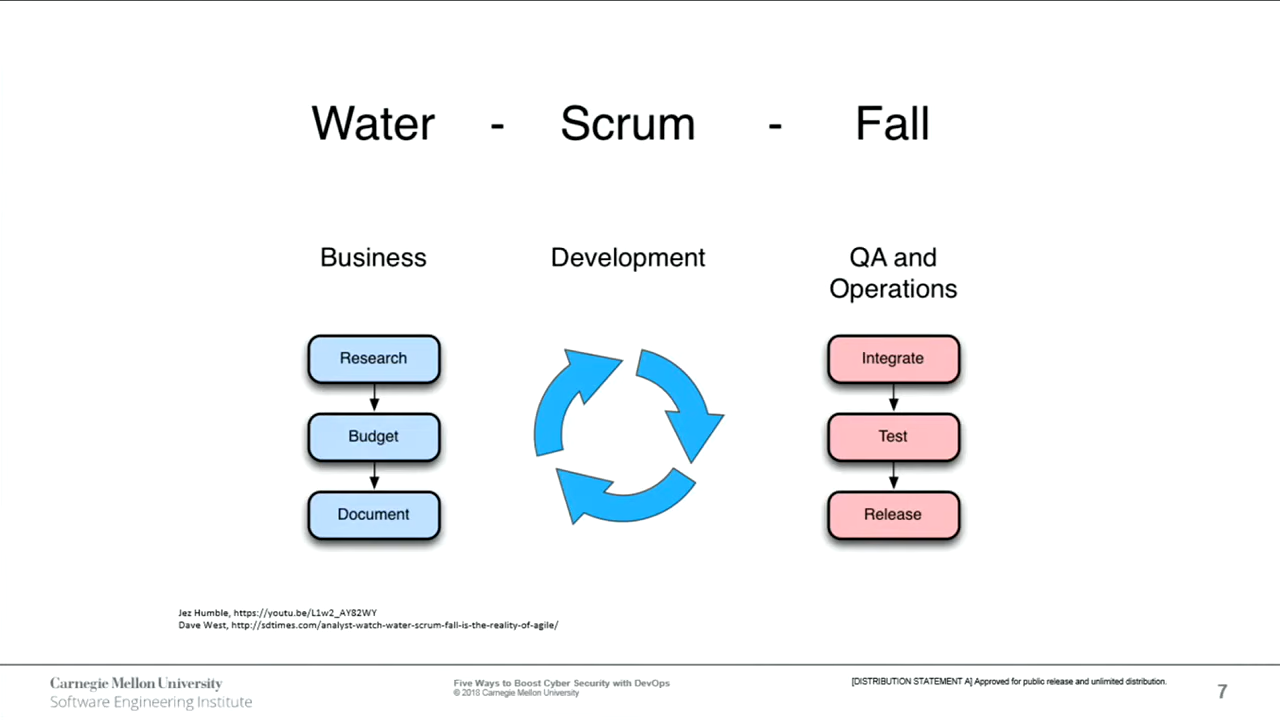 Water - Scrum - Fall
Business
Development
QA and
Operations
Research
Budget
Document
Integrate
Test
Release
Jez Humble, https://youtu.be/L1w2_AY82WY
Dave West, http://sdtimes.com/analyst-watch-water-scrum-fall-is-the-reality-of-agile/
Carnegie Mellon University
Software Engineering Institute
Five Ways to Boost Cyber Security with DevOps
© 2018 Carnegie Mellon University
[DISTRIBUTION STATEMENT A] Approved for public release and unlimited distribution.
7